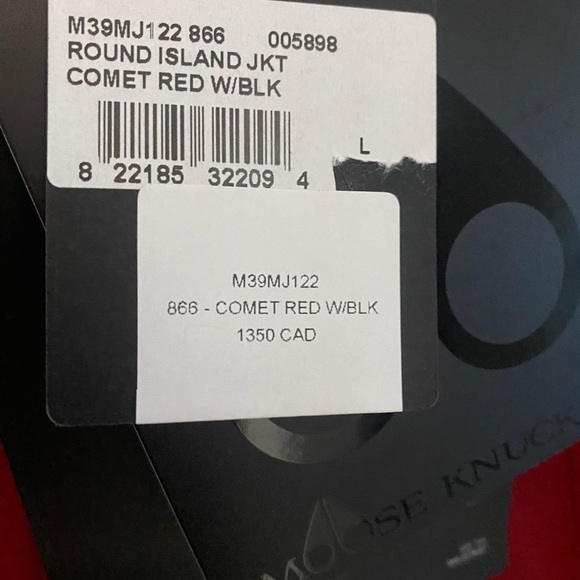 M39MJ122 866 005898
ROUND ISLAND JKT
COMET RED W/BLK
L
8 22185 32209 4
M39MJ122
866 - COMET RED W/BLK
1350 CAD
MOOSE KNUCK